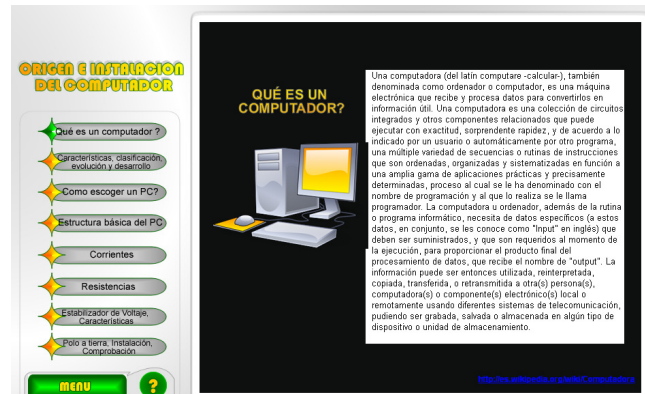 ORIGEN E INSTALACION
DEL COMPUTADOR
Qué es un computador ?
Características, clasificación,
evolución y desarrollo
Como escoger un PC?
Estructura básica del PC
Corrientes
Resistencias
Estabilizador de Voltaje,
Características
Polo a tierra, Instalación,
Comprobación
MENU
?
QUÉ ES UN
COMPUTADOR?
Una computadora (del latín computare -calcular-), también
denominada como ordenador o computador, es una máquina
electrónica que recibe y procesa datos para convertirlos en
información útil. Una computadora es una colección de circuitos
integrados y otros componentes relacionados que puede
ejecutar con exactitud, sorprendente rapidez, y de acuerdo a lo
indicado por un usuario o automáticamente por otro programa,
una múltiple variedad de secuencias o rutinas de instrucciones
que son ordenadas, organizadas y sistematizadas en función a
una amplia gama de aplicaciones prácticas y precisamente
determinadas, proceso al cual se le ha denominado con el
nombre de programación y al que lo realiza se le llama
programador. La computadora u ordenador, además de la rutina
o programa informático, necesita de datos específicos (a estos
datos, en conjunto, se les conoce como "Input" en inglés) que
deben ser suministrados, y que son requeridos al momento de
la ejecución, para proporcionar el producto final del
procesamiento de datos, que recibe el nombre de "output". La
información puede ser entonces utilizada, reinterpretada,
copiada, transferida, o retransmitida a otra(s) persona(s),
computadora(s) o componente(s) electrónico(s) local o
remotamente usando diferentes sistemas de telecomunicación,
pudiendo ser grabada, salvada o almacenada en algún tipo de
dispositivo o unidad de almacenamiento.
http://es.wikipedia.org/wiki/Computadora